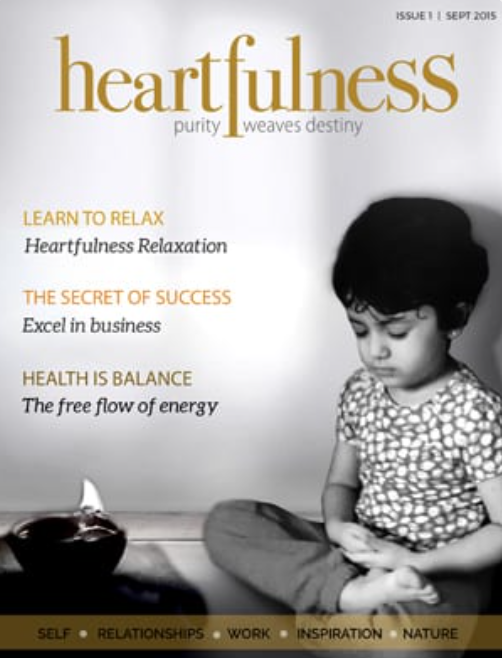 ISSUE 1 | SEPT 2015
heartfulness
purity weaves destiny
LEARN TO RELAX
Heartfulness Relaxation
THE SECRET OF SUCCESS
Excel in business
HEALTH IS BALANCE
The free flow of energy
SELF • RELATIONSHIPS • WORK • INSPIRATION • NATURE